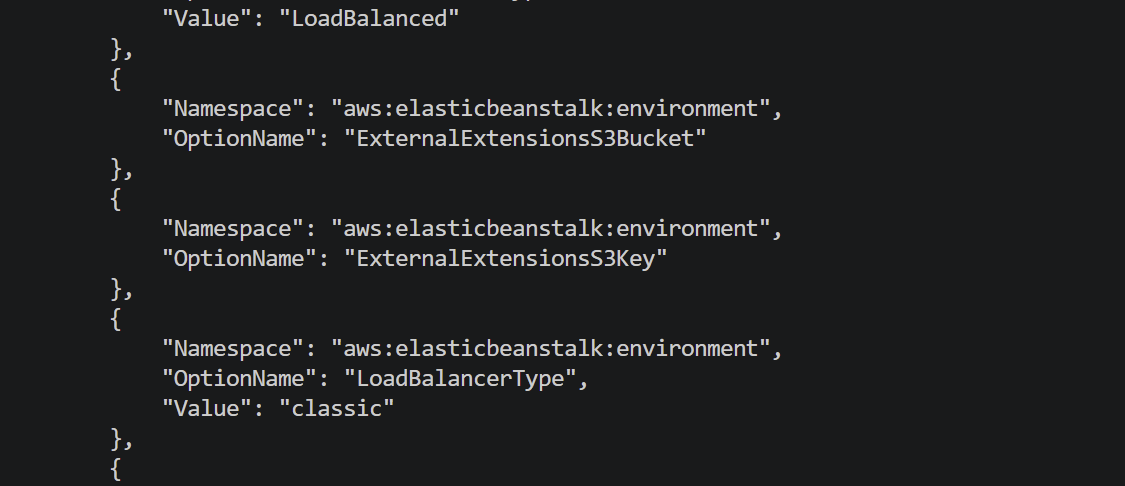 "Value": "LoadBalanced"
},
{
"Namespace": "aws:elasticbeanstalk:environment",
"OptionName": "ExternalExtensionsS3Bucket"
},
{
"Namespace": "aws:elasticbeanstalk:environment",
"OptionName": "ExternalExtensionsS3Key"
},
{
"Namespace": "aws:elasticbeanstalk:environment",
"OptionName": "LoadBalancerType",
"Value": "classic"
},
{